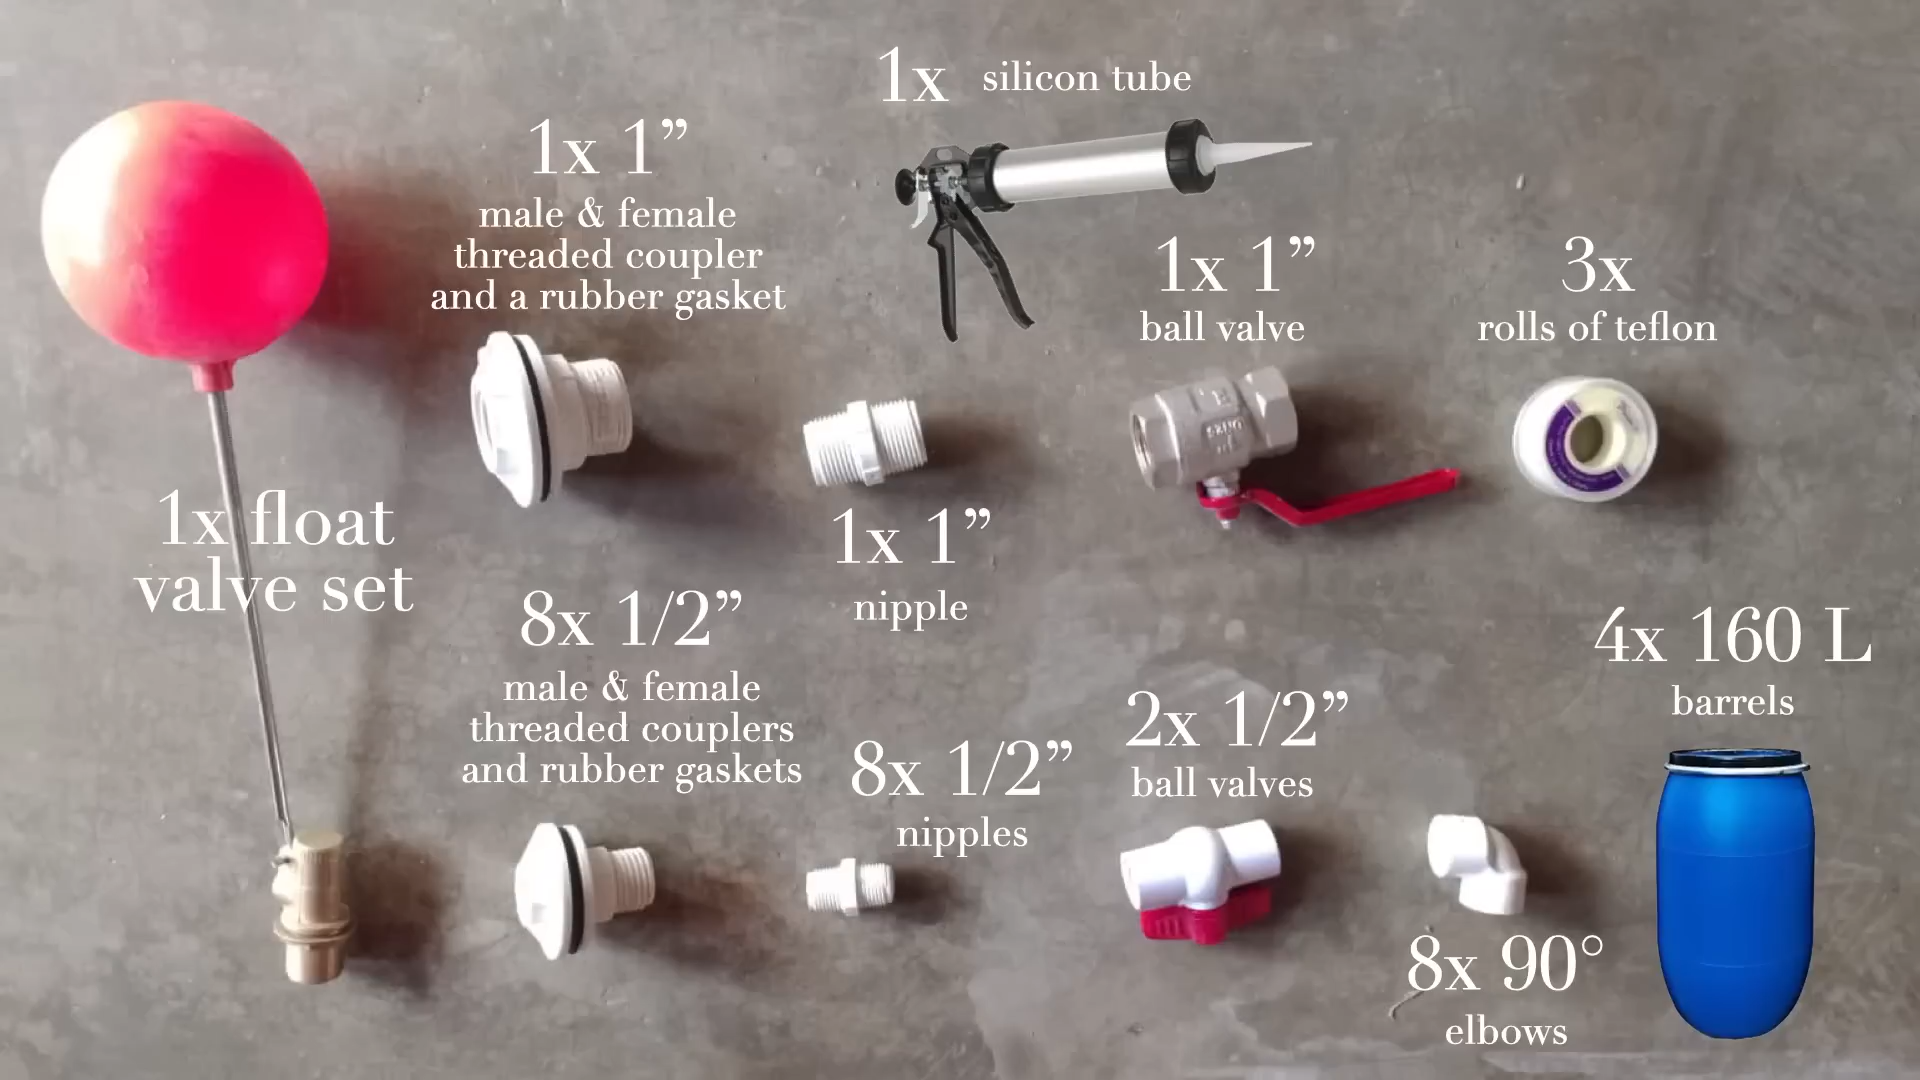 1x silicon tube
1x 1”
male & female
threaded coupler
and a rubber gasket
1x 1”
ball valve
3x
rolls of teflon
1x float
valve set
1x 1”
nipple
8x 1/2”
male & female
threaded couplers
and rubber gaskets
8x 1/2”
nipples
2x 1/2”
ball valves
4x 160 L
barrels
8x 90°
elbows